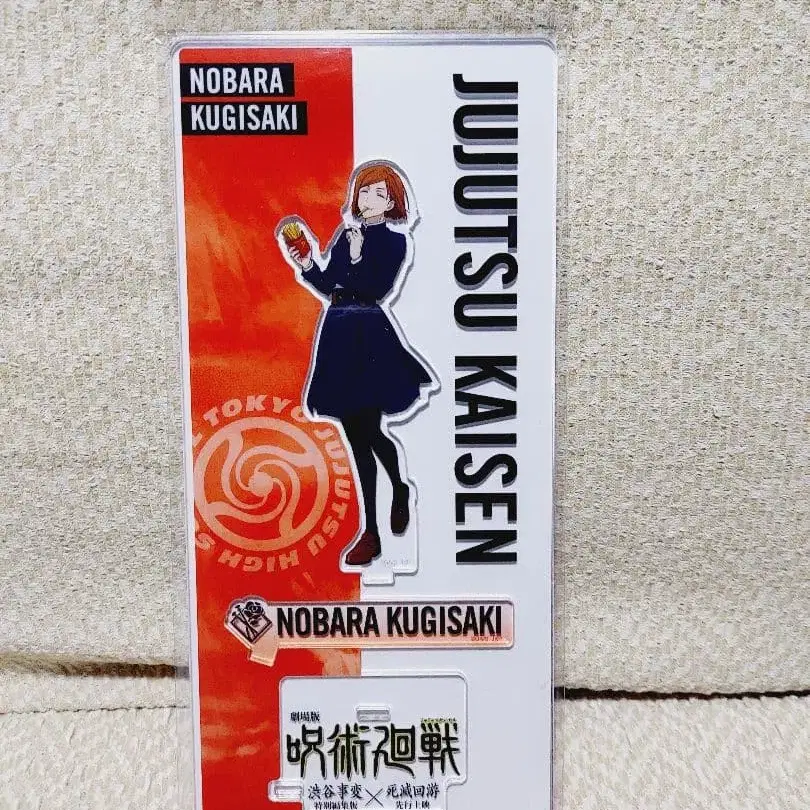 NOBARA
KUGISAKI
JUJUTSU KAISEN
TOKYO JUJUTSU HIGH
NOBARA KUGISAKI
劇場版
呪術廻戦
渋谷事変 × 死滅回游
特別編集版 先行上映